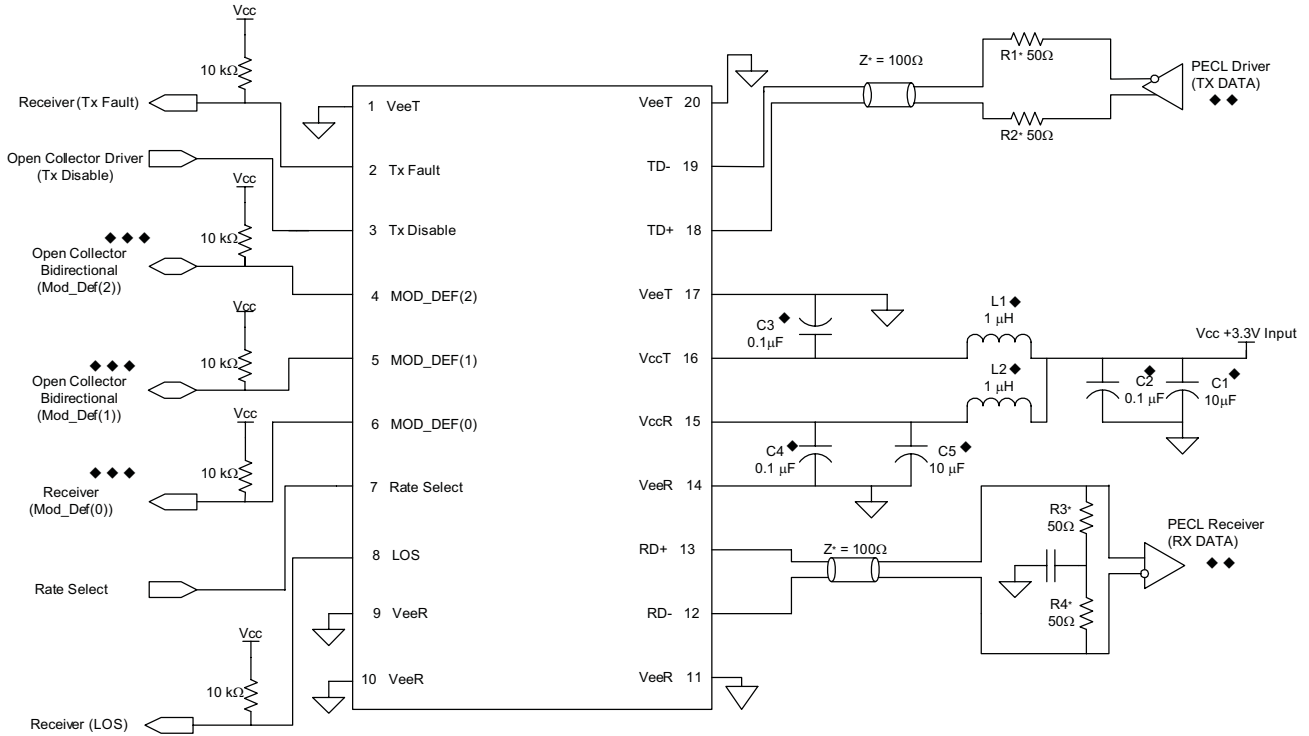 Vcc
10 kΩ
Receiver (Tx Fault)
Open Collector Driver
(Tx Disable)
Vcc
10 kΩ
◆ ◆ ◆
Open Collector
Bidirectional
(Mod_Def(2))
Vcc
10 kΩ
◆ ◆ ◆
Open Collector
Bidirectional
(Mod_Def(1))
Vcc
10 kΩ
◆ ◆ ◆
Receiver
(Mod_Def(0))
Rate Select
Vcc
10 kΩ
Receiver (LOS)
1 VeeT
2 Tx Fault
3 Tx Disable
4 MOD_DEF(2)
5 MOD_DEF(1)
6 MOD_DEF(0)
7 Rate Select
8 LOS
9 VeeR
10 VeeR
VeeT 20
TD- 19
TD+ 18
VeeT 17
VccT 16
VccR 15
VeeR 14
RD+ 13
RD- 12
VeeR 11
Z* = 100Ω
R1* 50Ω
R2* 50Ω
PECL Driver
(TX DATA)
◆ ◆
C3 ◆
0.1μF
L1◆
1 μH
L2◆
1 μH
Vcc +3.3V Input
C2 ◆
0.1 μF
C1 ◆
10μF
C4 ◆
0.1 μF
C5 ◆
10 μF
Z* = 100Ω
R3*
50Ω
R4*
50Ω
PECL Receiver
(RX DATA)
◆ ◆